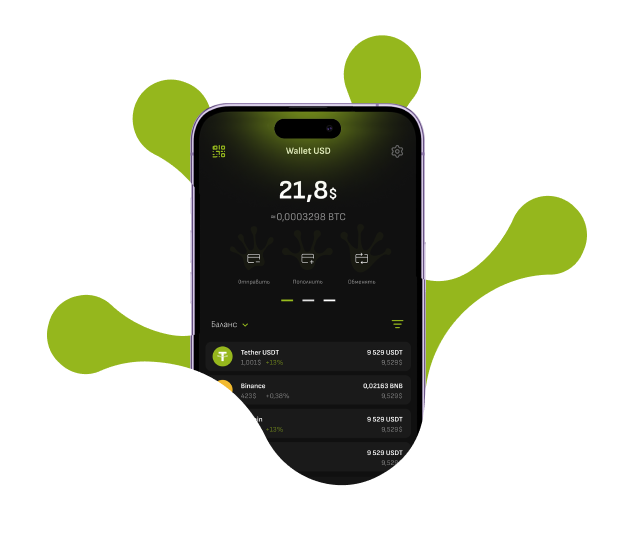 Wallet USD
21,8$
≈0,0003298 BTC
Отправить Пополнить Обменять
Баланс
Tether USDT 9 529 USDT
1,001$ +13% 9,529$
Binance 0,02163 BNB
423$ +0,38% 9,529$
9 529 USDT
+13% 9,529$
9 529 USDT